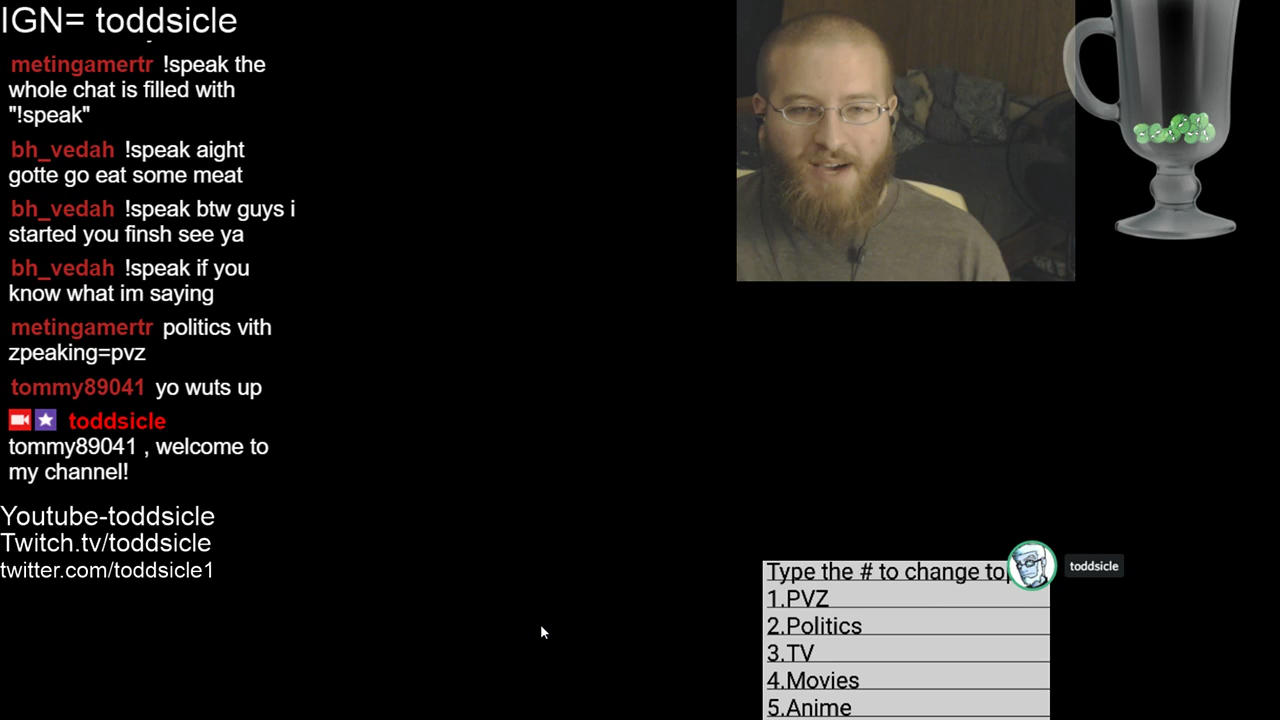 IGN= toddsicle
metingamertr !speak the
whole chat is filled with
"!speak"
bh_vedah !speak aight
gotte go eat some meat
bh_vedah !speak btw guys i
started you finsh see ya
bh_vedah !speak if you
know what im saying
metingamertr politics vith
zpeaking=pvz
tommy89041 yo wuts up
toddsicle
tommy89041 , welcome to
my channel!
Youtube-toddsicle
Twitch.tv/toddsicle
twitter.com/toddsicle1
Type the # to change
toddsicle
1.PVZ
2.Politics
3.TV
4.Movies
5.Anime